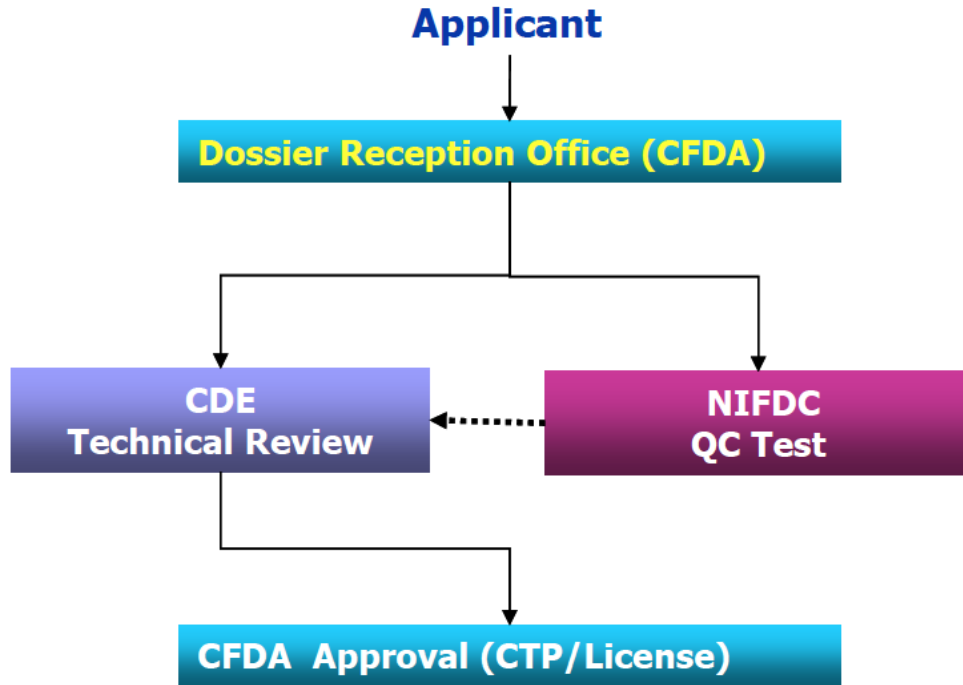 Applicant
Dossier Reception Office (CFDA)
CDE
Technical Review
NIFDC
QC Test
CFDA Approval (CTP/License)